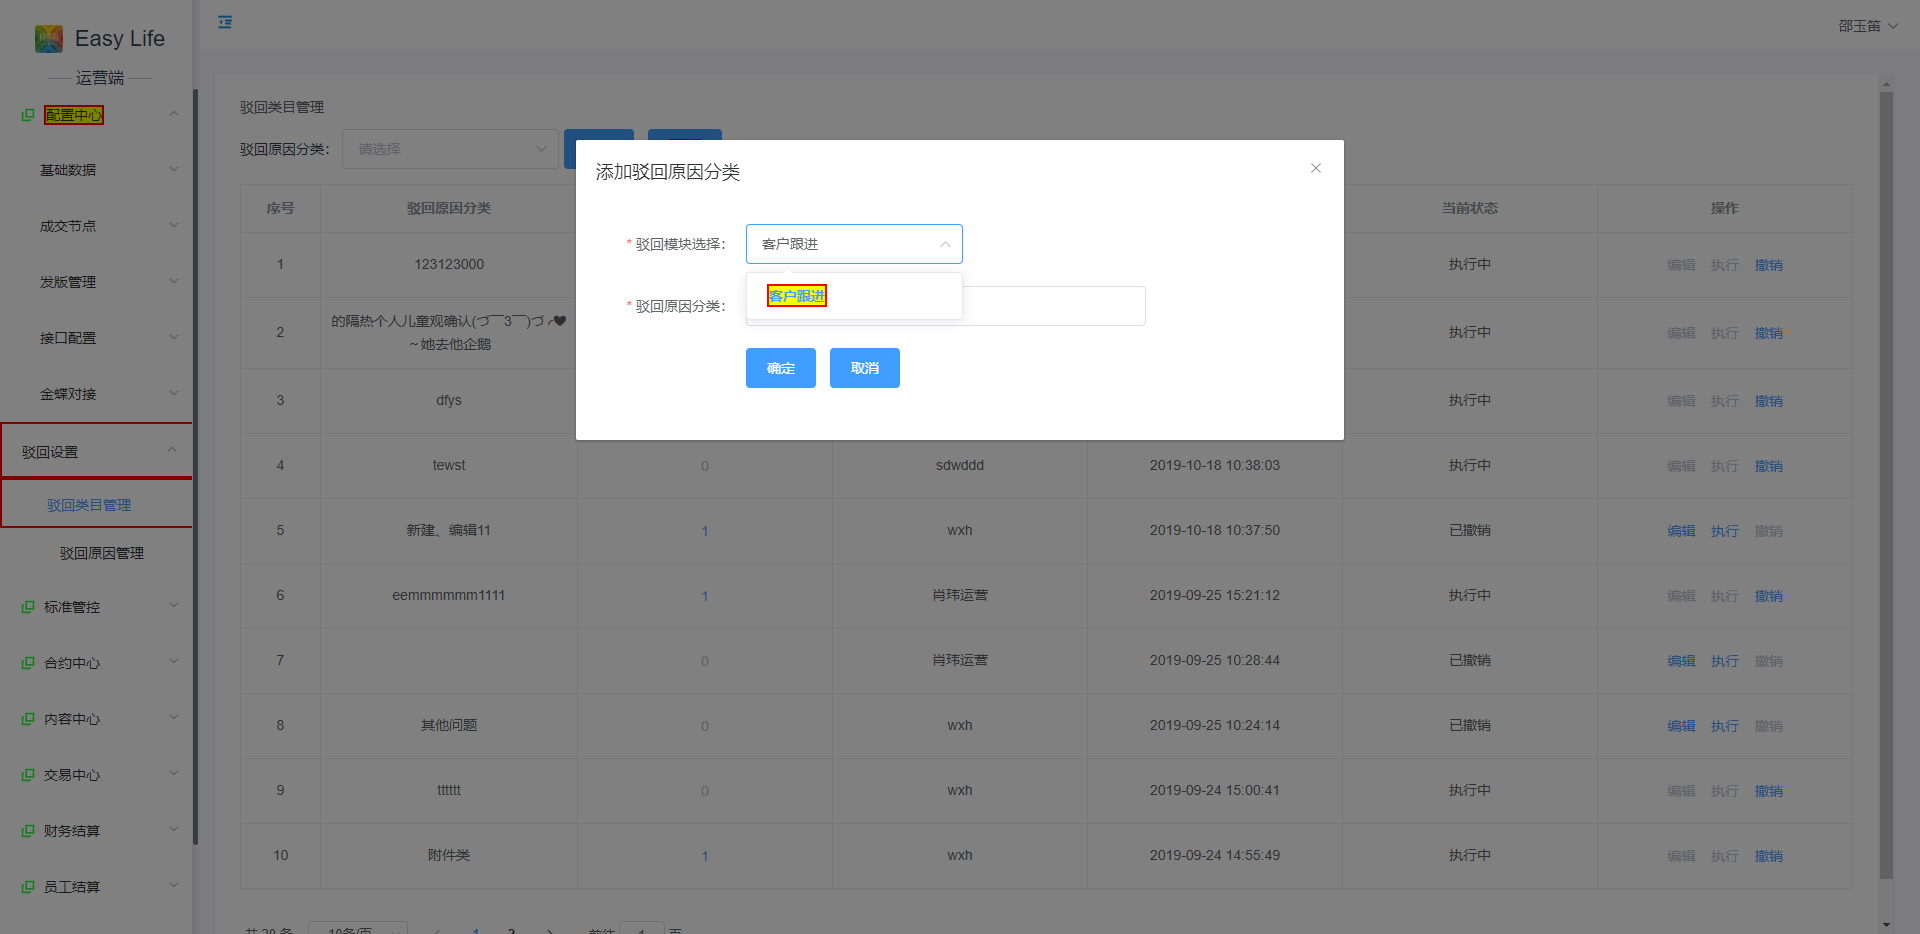 Easy Life
运营端
配置中心
基础数据
成交节点
发版管理
接口配置
金蝶对接
驳回设置
驳回类目管理
驳回原因管理
标准管控
合约中心
内容中心
交易中心
财务结算
员工结算
邵玉笛
驳回类目管理
驳回原因分类：
请选择
添加驳回原因分类
* 驳回模块选择：
客户跟进
客户跟进
* 驳回原因分类：
确定 取消
序号 驳回原因分类 当前状态 操作
1 123123000 执行中 编辑 执行 撤销
2 的隔热个人儿童观确认(づ￣3￣)づ╭❤ 执行中 编辑 执行 撤销
～她去他企鹅
3 dfys 执行中 编辑 执行 撤销
4 tewst 0 sdwddd 2019-10-18 10:38:03 执行中 编辑 执行 撤销
5 新建、编辑11 1 wxh 2019-10-18 10:37:50 已撤销 编辑 执行 撤销
6 eemmmmmm1111 1 肖玮运营 2019-09-25 15:21:12 执行中 编辑 执行 撤销
7 0 肖玮运营 2019-09-25 10:28:44 已撤销 编辑 执行 撤销
8 其他问题 0 wxh 2019-09-25 10:24:14 已撤销 编辑 执行 撤销
9 tttttt 0 wxh 2019-09-24 15:00:41 执行中 编辑 执行 撤销
10 附件类 1 wxh 2019-09-24 14:55:49 执行中 编辑 执行 撤销
共 20 条 10条/页 1 2 前往 1 页